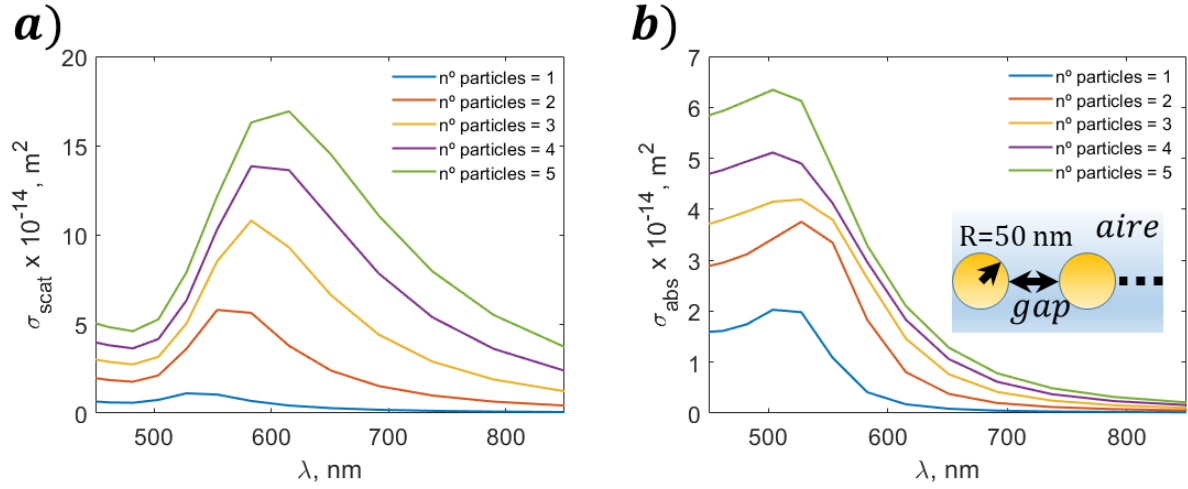 a)
20
15
10
5
0
σscat x 10-14 , m2
500
600
700
800
λ, nm
nº particles = 1
nº particles = 2
nº particles = 3
nº particles = 4
nº particles = 5
b)
7
6
5
4
3
2
1
0
σabs x 10-14 , m2
500
600
700
800
λ, nm
nº particles = 1
nº particles = 2
nº particles = 3
nº particles = 4
nº particles = 5
R=50 nm
aire
gap